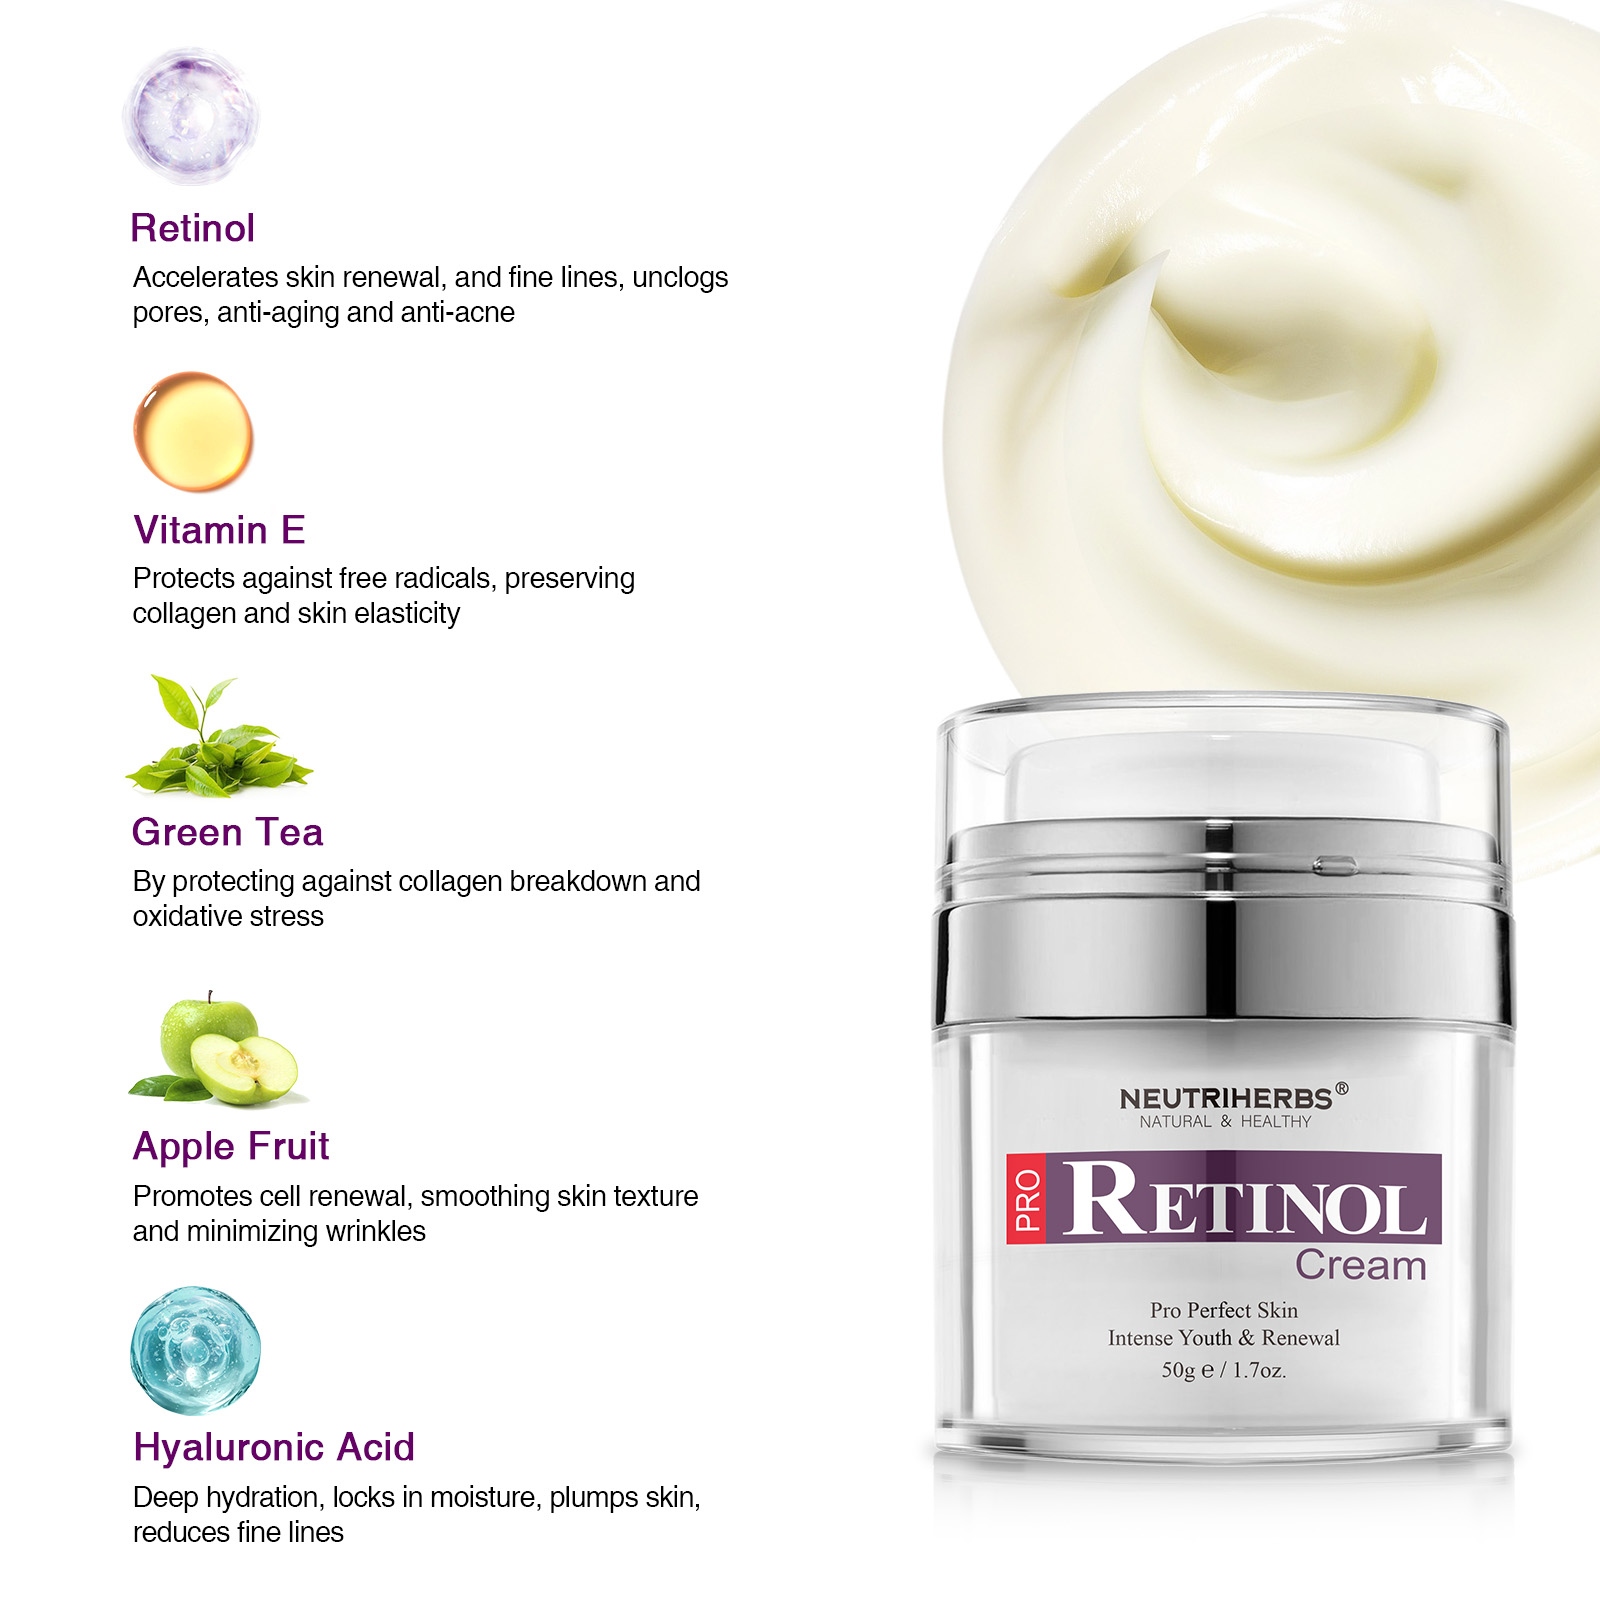 Retinol
Accelerates skin renewal, and fine lines, unclogs
pores, anti-aging and anti-acne
Vitamin E
Protects against free radicals, preserving
collagen and skin elasticity
Green Tea
By protecting against collagen breakdown and
oxidative stress
Apple Fruit
Promotes cell renewal, smoothing skin texture
and minimizing wrinkles
Hyaluronic Acid
Deep hydration, locks in moisture, plumps skin,
reduces fine lines
NEUTRIHERBS®
NATURAL & HEALTHY
PRO RETINOL
Cream
Pro Perfect Skin
Intense Youth & Renewal
50g ℮ / 1.7oz.